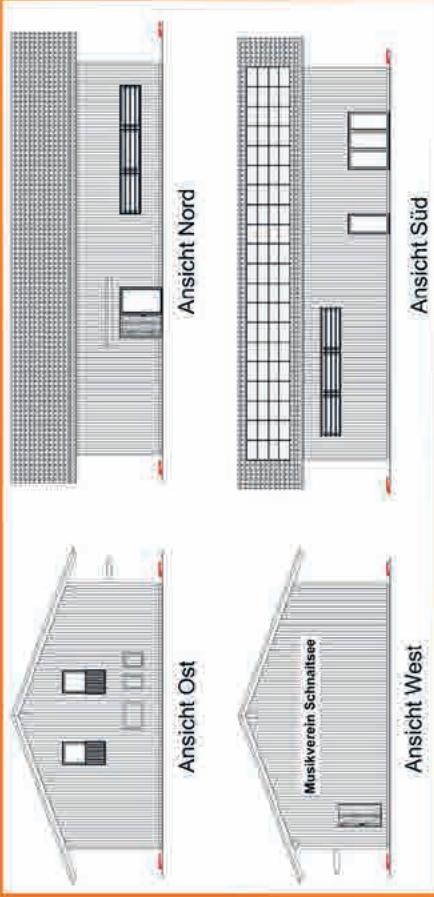 Ansicht Ost
Ansicht Nord
Musikverein Schnaitsee
Ansicht West
Ansicht Süd